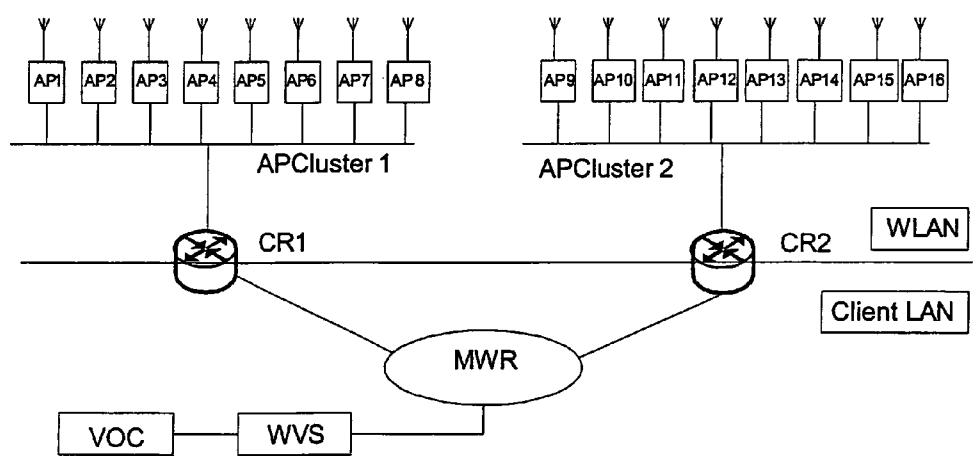 AP1 AP2 AP3 AP4 AP5 AP6 AP7 AP8 AP9 AP10 AP11 AP12 AP13 AP14 AP15 AP16
APCluster 1 APCluster 2
WLAN
CR1 CR2
Client LAN
MWR
VOC WVS